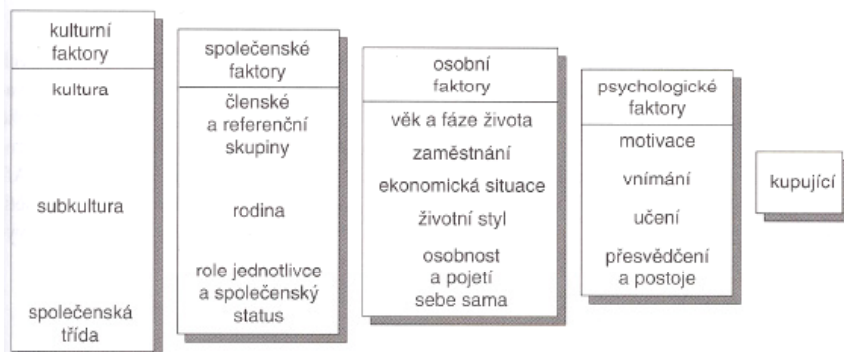 kulturní
faktory
kultura
subkultura
společenská
třída
společenské
faktory
členské
a referenční
skupiny
rodina
role jednotlivce
a společenský
status
osobní
faktory
věk a fáze života
zaměstnání
ekonomická situace
životní styl
osobnost
a pojetí
sebe sama
psychologické
faktory
motivace
vnímání
učení
přesvědčení
a postoje
kupující